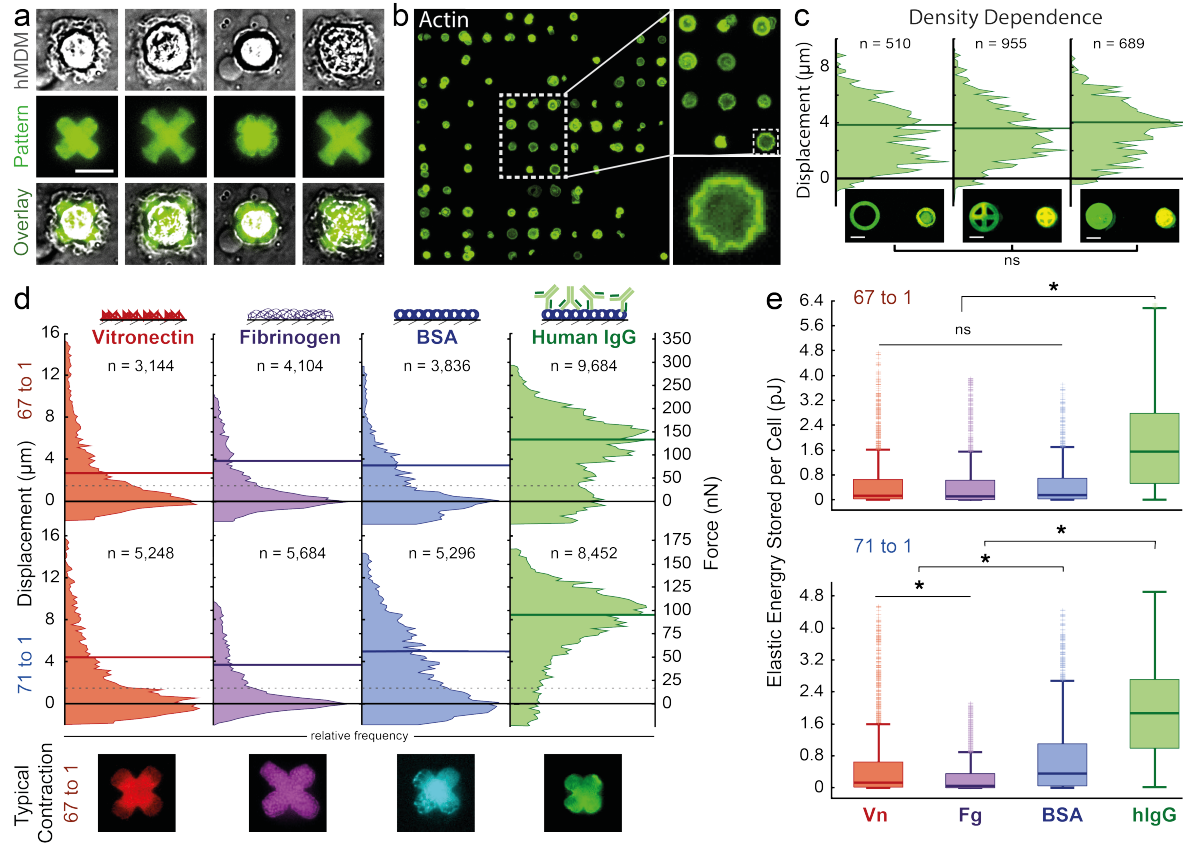 a
hMDM
Pattern
Overlay
b
Actin
c
Density Dependence
n = 510
n = 955
n = 689
Displacement (µm)
8
4
0
ns
d
Vitronectin
Fibrinogen
BSA
Human IgG
67 to 1
n = 3,144
n = 4,104
n = 3,836
n = 9,684
16
12
8
4
0
350
300
250
200
150
100
50
0
Displacement (µm)
Force (nN)
71 to 1
n = 5,248
n = 5,684
n = 5,296
n = 8,452
16
12
8
4
0
175
150
125
100
75
50
25
0
relative frequency
Typical
Contraction
67 to 1
e
67 to 1
*
ns
6.4
5.6
4.8
4.0
3.2
2.4
1.6
0.8
0
Elastic Energry Stored per Cell (pJ)
71 to 1
*
*
*
4.8
4.0
3.2
2.4
1.6
0.8
0
Vn
Fg
BSA
hIgG